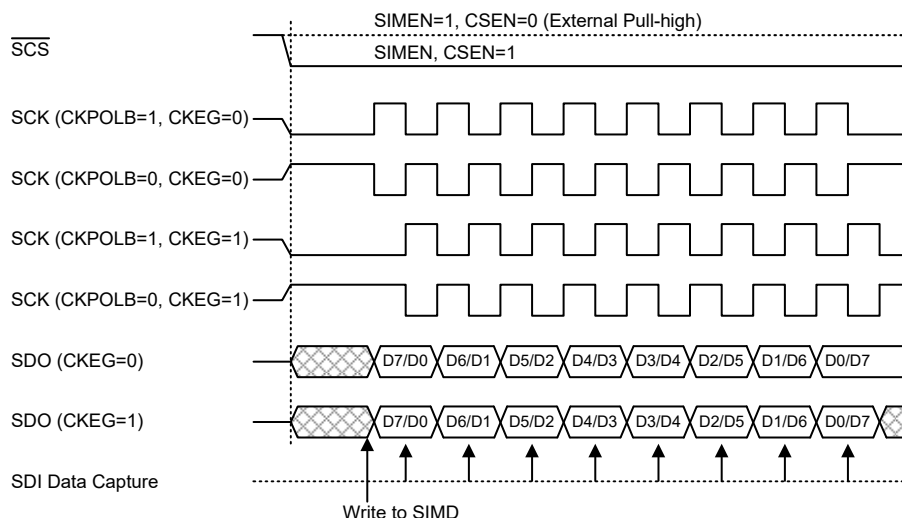 SIMEN=1, CSEN=0 (External Pull-high)
SCS
SIMEN, CSEN=1
SCK (CKPOLB=1, CKEG=0)
SCK (CKPOLB=0, CKEG=0)
SCK (CKPOLB=1, CKEG=1)
SCK (CKPOLB=0, CKEG=1)
SDO (CKEG=0) D7/D0 D6/D1 D5/D2 D4/D3 D3/D4 D2/D5 D1/D6 D0/D7
SDO (CKEG=1) D7/D0 D6/D1 D5/D2 D4/D3 D3/D4 D2/D5 D1/D6 D0/D7
SDI Data Capture
Write to SIMD